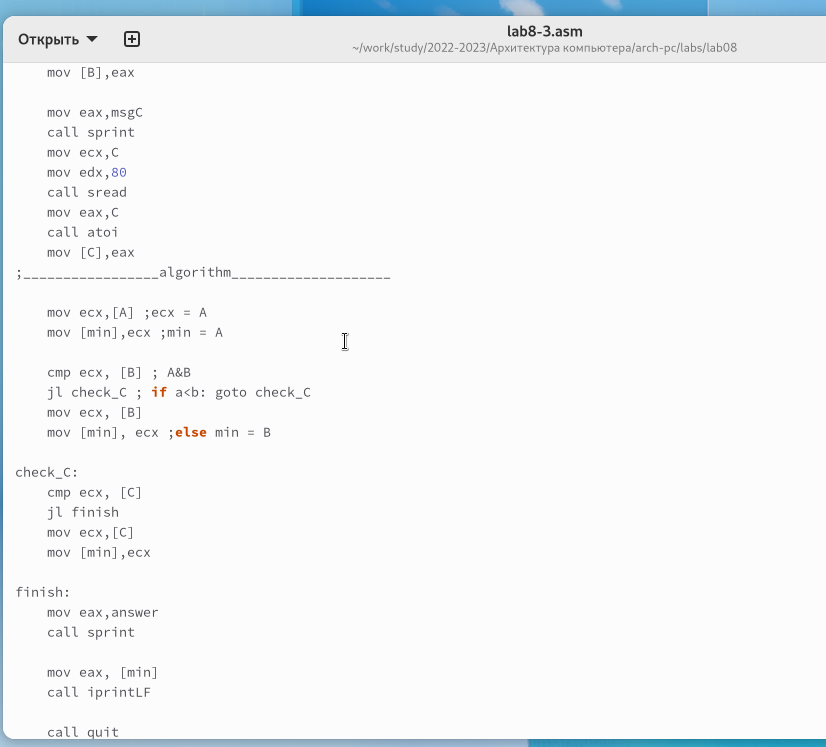 Открыть
lab8-3.asm
~/work/study/2022-2023/Архитектура компьютера/arch-pc/labs/lab08
mov [B],eax
mov eax,msgC
call sprint
mov ecx,C
mov edx,80
call sread
mov eax,C
call atoi
mov [C],eax
;_________________algorithm____________________
mov ecx,[A] ;ecx = A
mov [min],ecx ;min = A
cmp ecx, [B] ; A&B
jl check_C ; if a<b: goto check_C
mov ecx, [B]
mov [min], ecx ;else min = B
check_C:
cmp ecx, [C]
jl finish
mov ecx,[C]
mov [min],ecx
finish:
mov eax,answer
call sprint
mov eax, [min]
call iprintLF
call quit